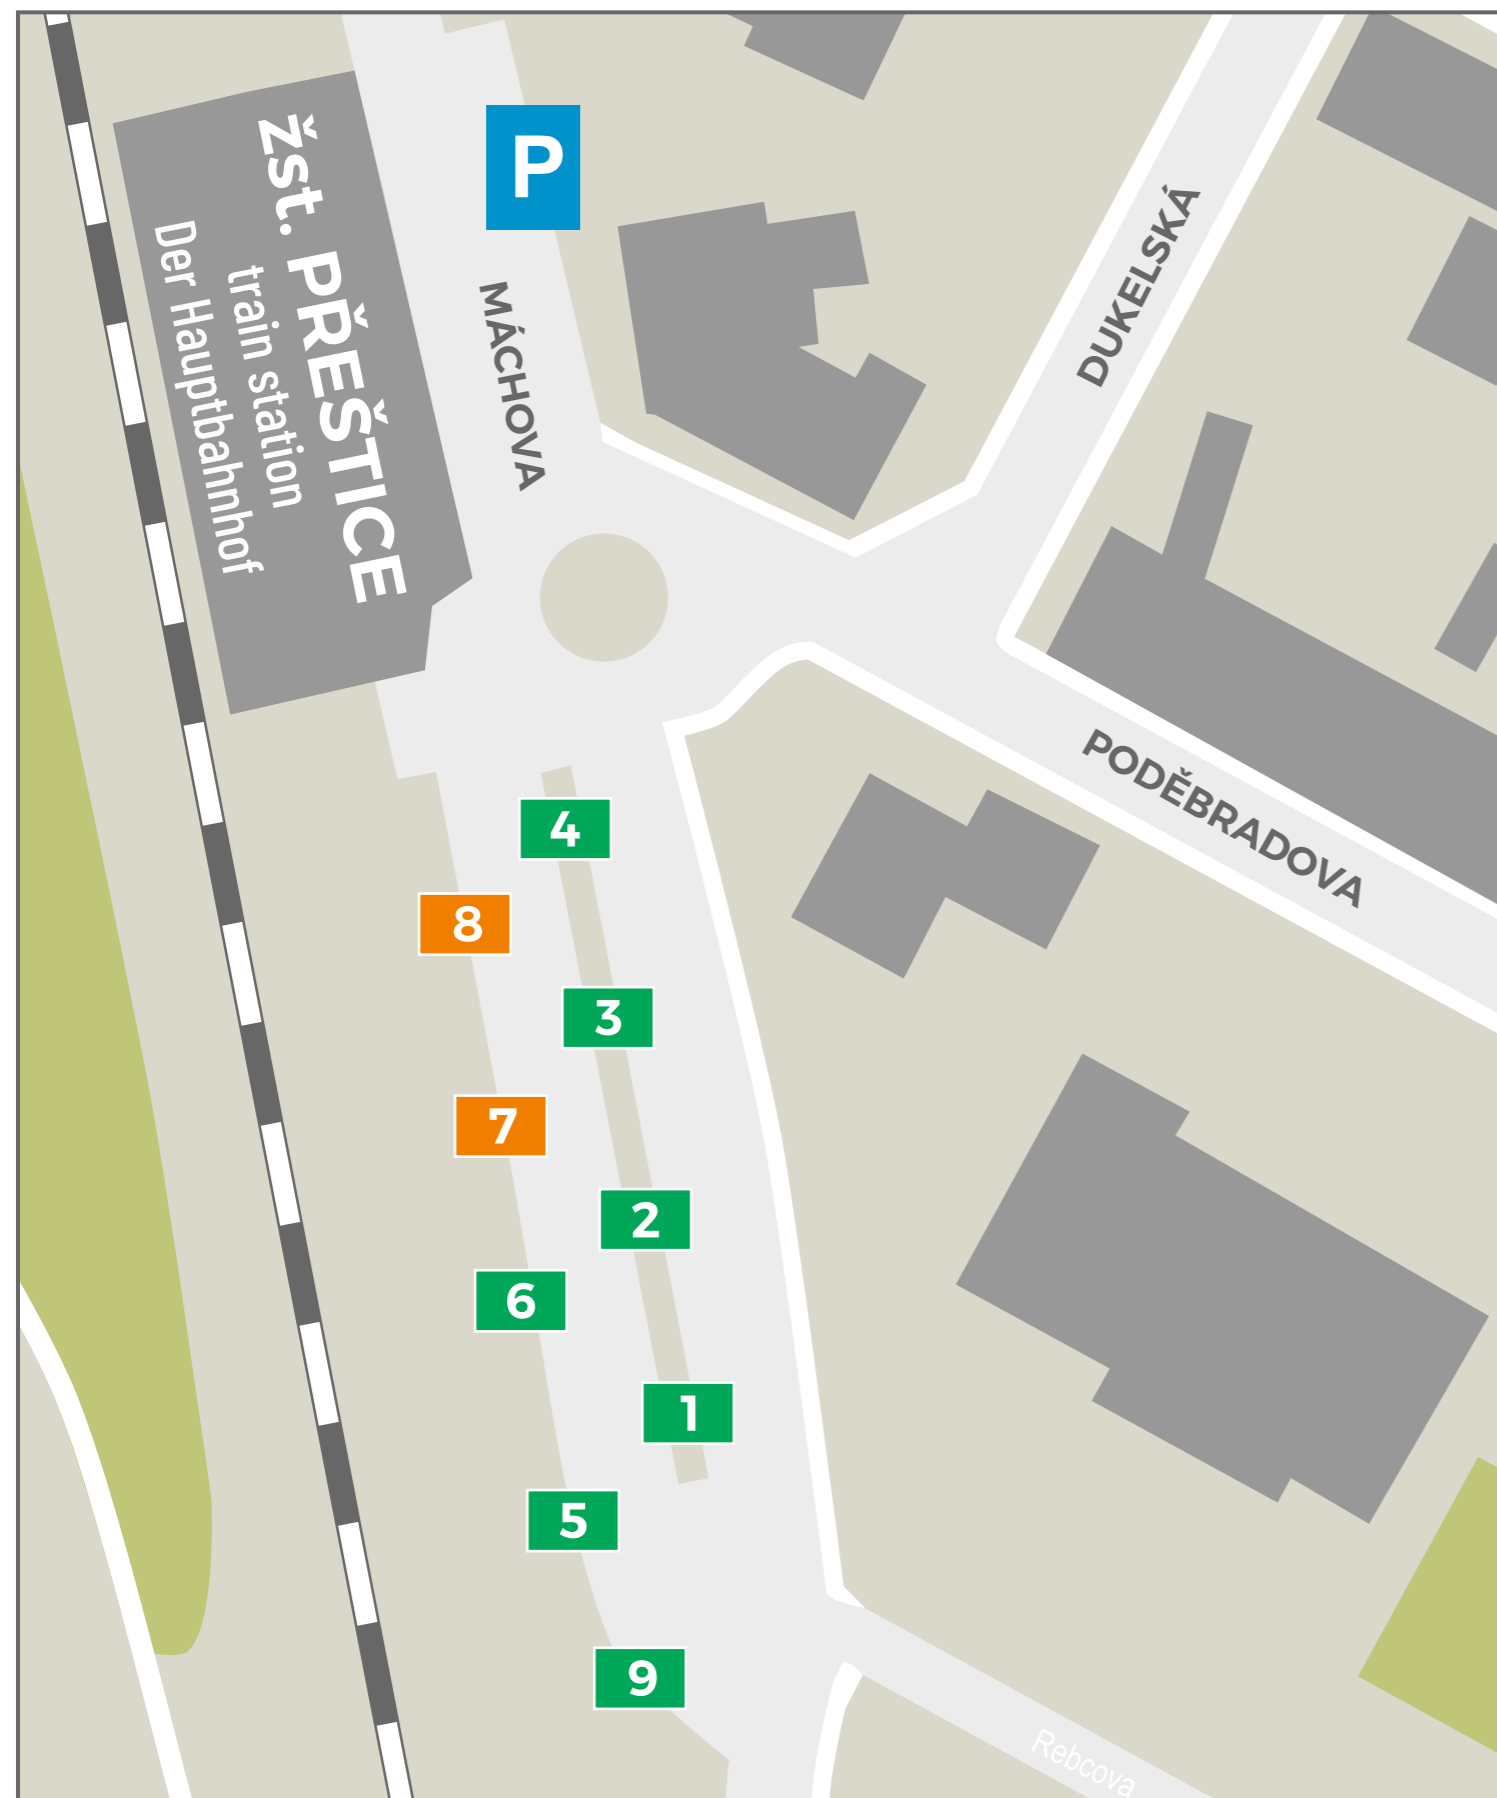 P
žst. PŘEŠTICE
train station
Der Hauptbahnhof
MÁCHOVA
DUKELSKÁ
PODĚBRADOVA
4
8
3
7
2
6
1
5
9
Rebcova